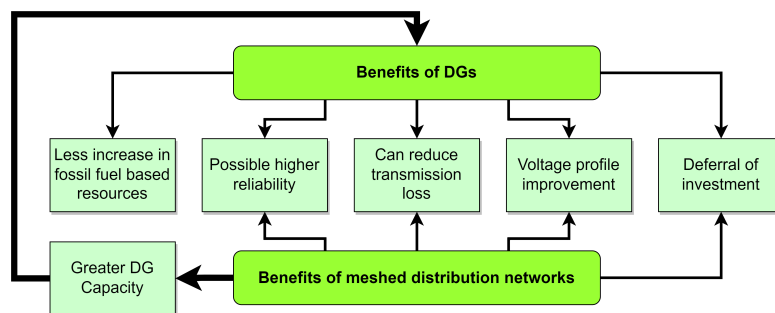 Benefits of DGs
Less increase in
fossil fuel based
resources
Possible higher
reliability
Can reduce
transmission
loss
Voltage profile
improvement
Deferral of
investment
Greater DG
Capacity
Benefits of meshed distribution networks